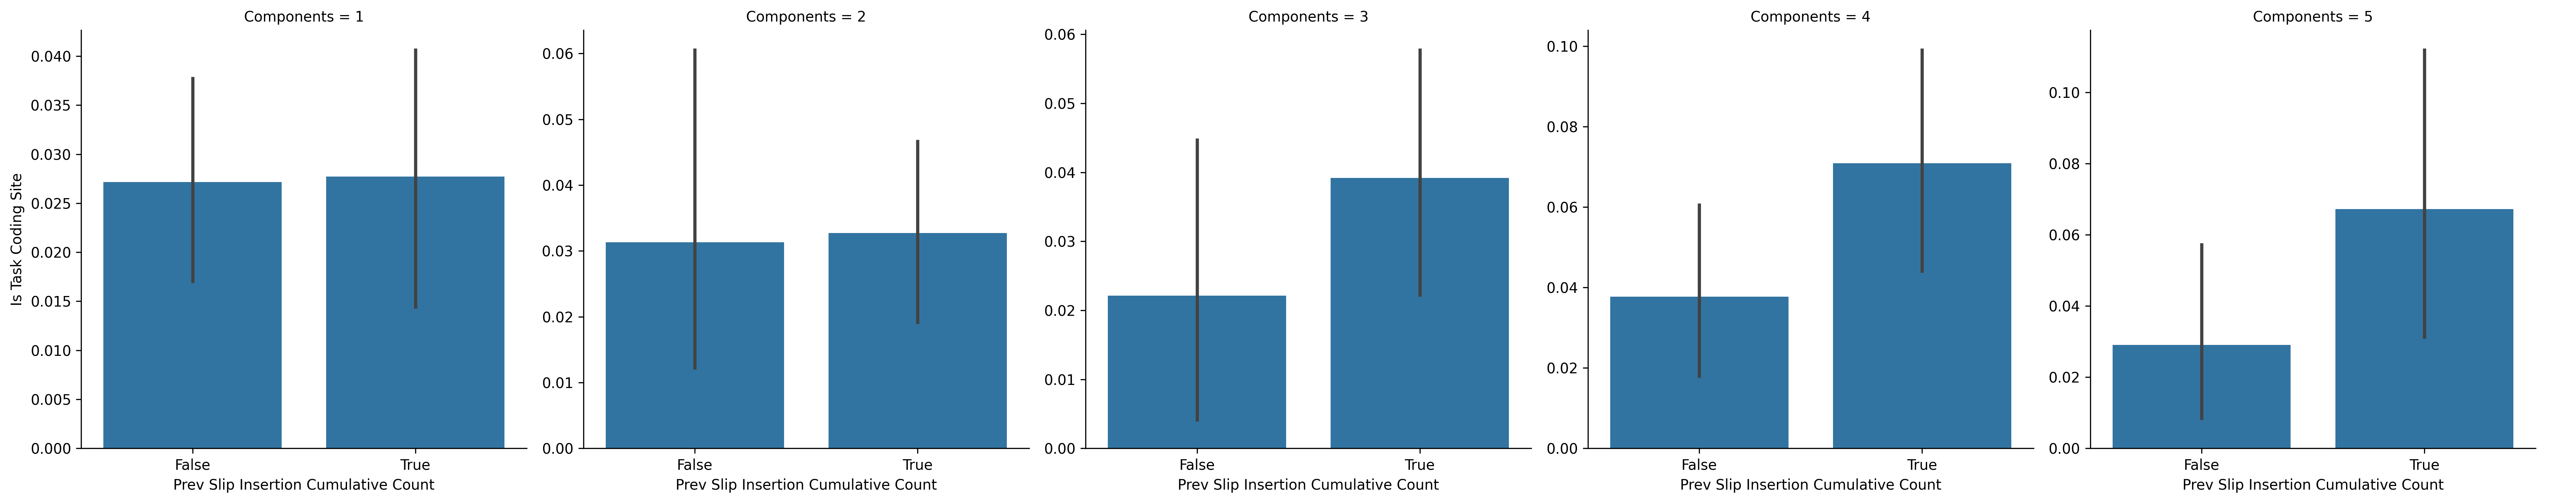 Components = 1
Components = 2
Components = 3
Components = 4
Components = 5
Is Task Coding Site
0.040
0.035
0.030
0.025
0.020
0.015
0.010
0.005
0.000
False
True
Prev Slip Insertion Cumulative Count
0.06
0.05
0.04
0.03
0.02
0.01
0.00
False
True
Prev Slip Insertion Cumulative Count
0.06
0.05
0.04
0.03
0.02
0.01
0.00
False
True
Prev Slip Insertion Cumulative Count
0.10
0.08
0.06
0.04
0.02
0.00
False
True
Prev Slip Insertion Cumulative Count
0.10
0.08
0.06
0.04
0.02
0.00
False
True
Prev Slip Insertion Cumulative Count